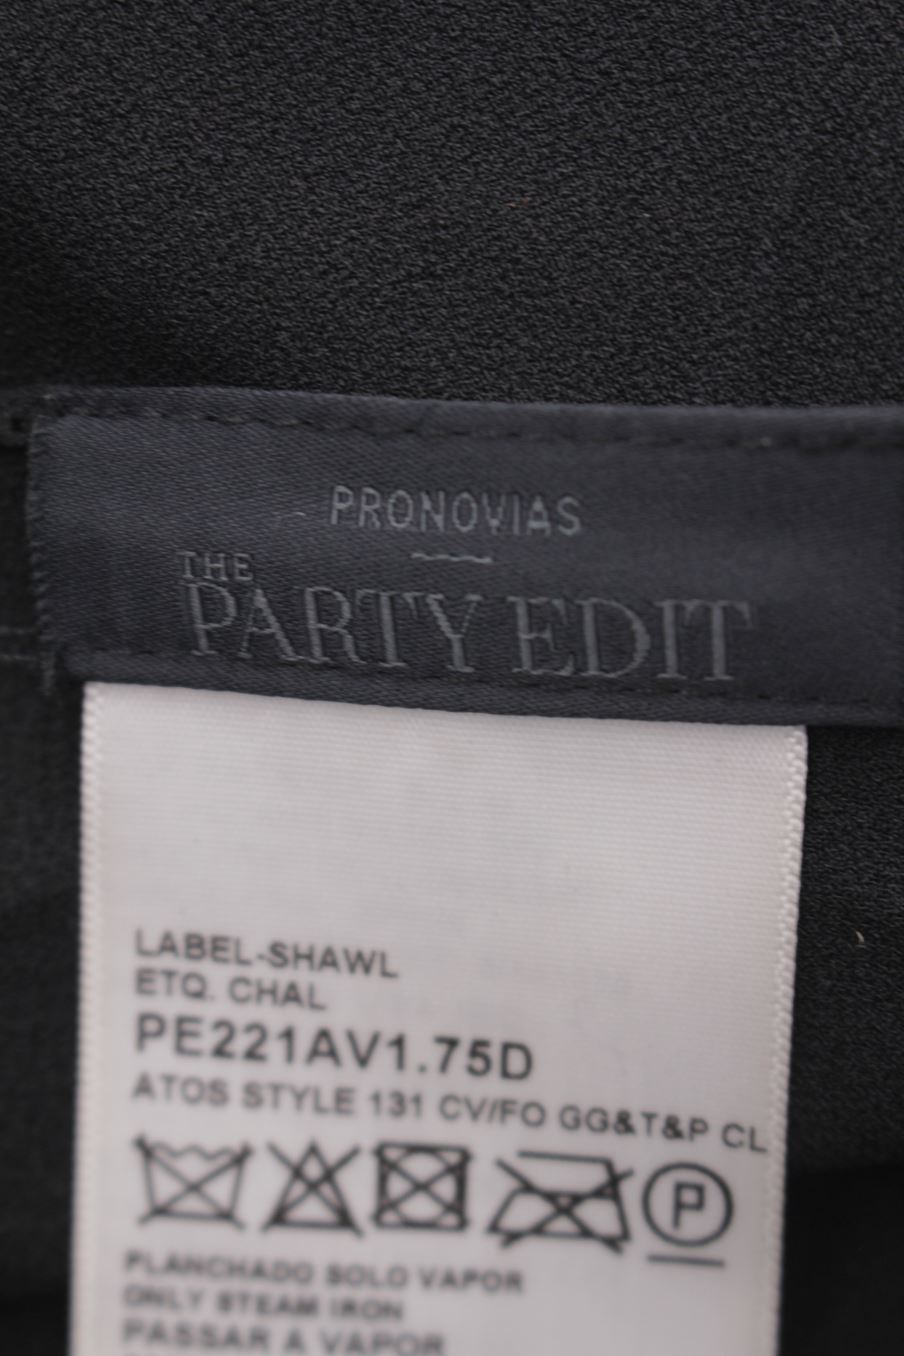 PRONOVIAS
THE
PARTY EDIT
LABEL-SHAWL
ETQ. CHAL
PE221AV1.75D
ATOS STYLE 131 CV/FO GG&T&P CL
P
PLANCHADO SOLO VAPOR
ONLY STEAM IRON
PASSAR A VAPOR